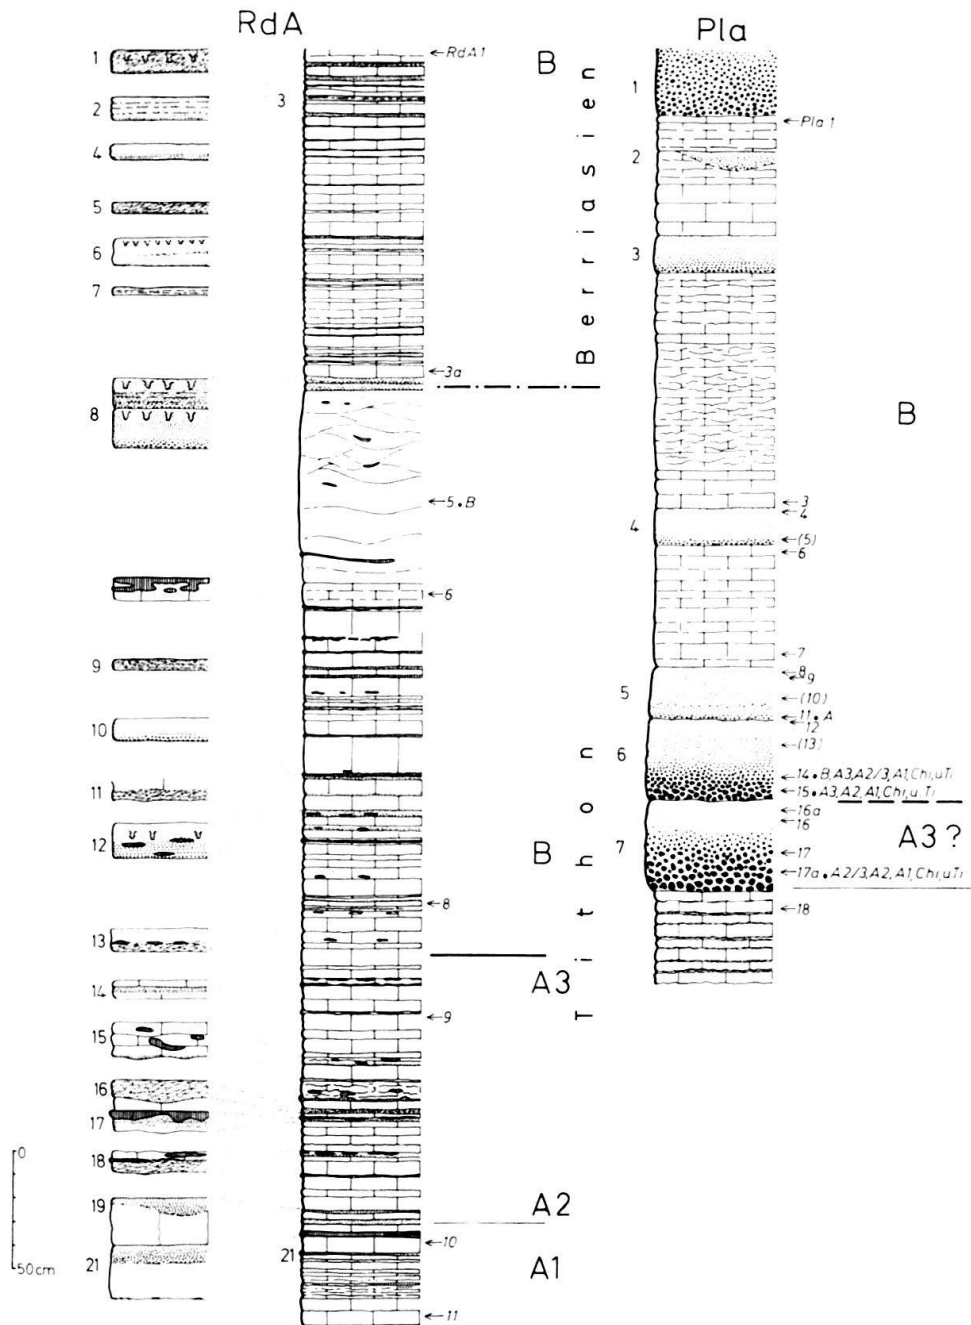 RdA
1
2
4
5
6
7
8
9
10
11
12
13
14
15
16
17
18
19
21
0
50cm
3
21
RdA1
3a
5.B
6
8
9
10
11
B
B
A3
A2
A1
Berriasien
Tithon
Pla
1
2
3
4
5
6
7
Pla 1
3
4
(5)
6
7
8
9
(10)
11.A
12
(13)
14.B,A3,A2/3,A1,Chi,uTi
15.A3,A2,A1,Chi,u.Ti
16a
16
17
17a.A2/3,A2,A1,Chi,uTi
18
B
A3?